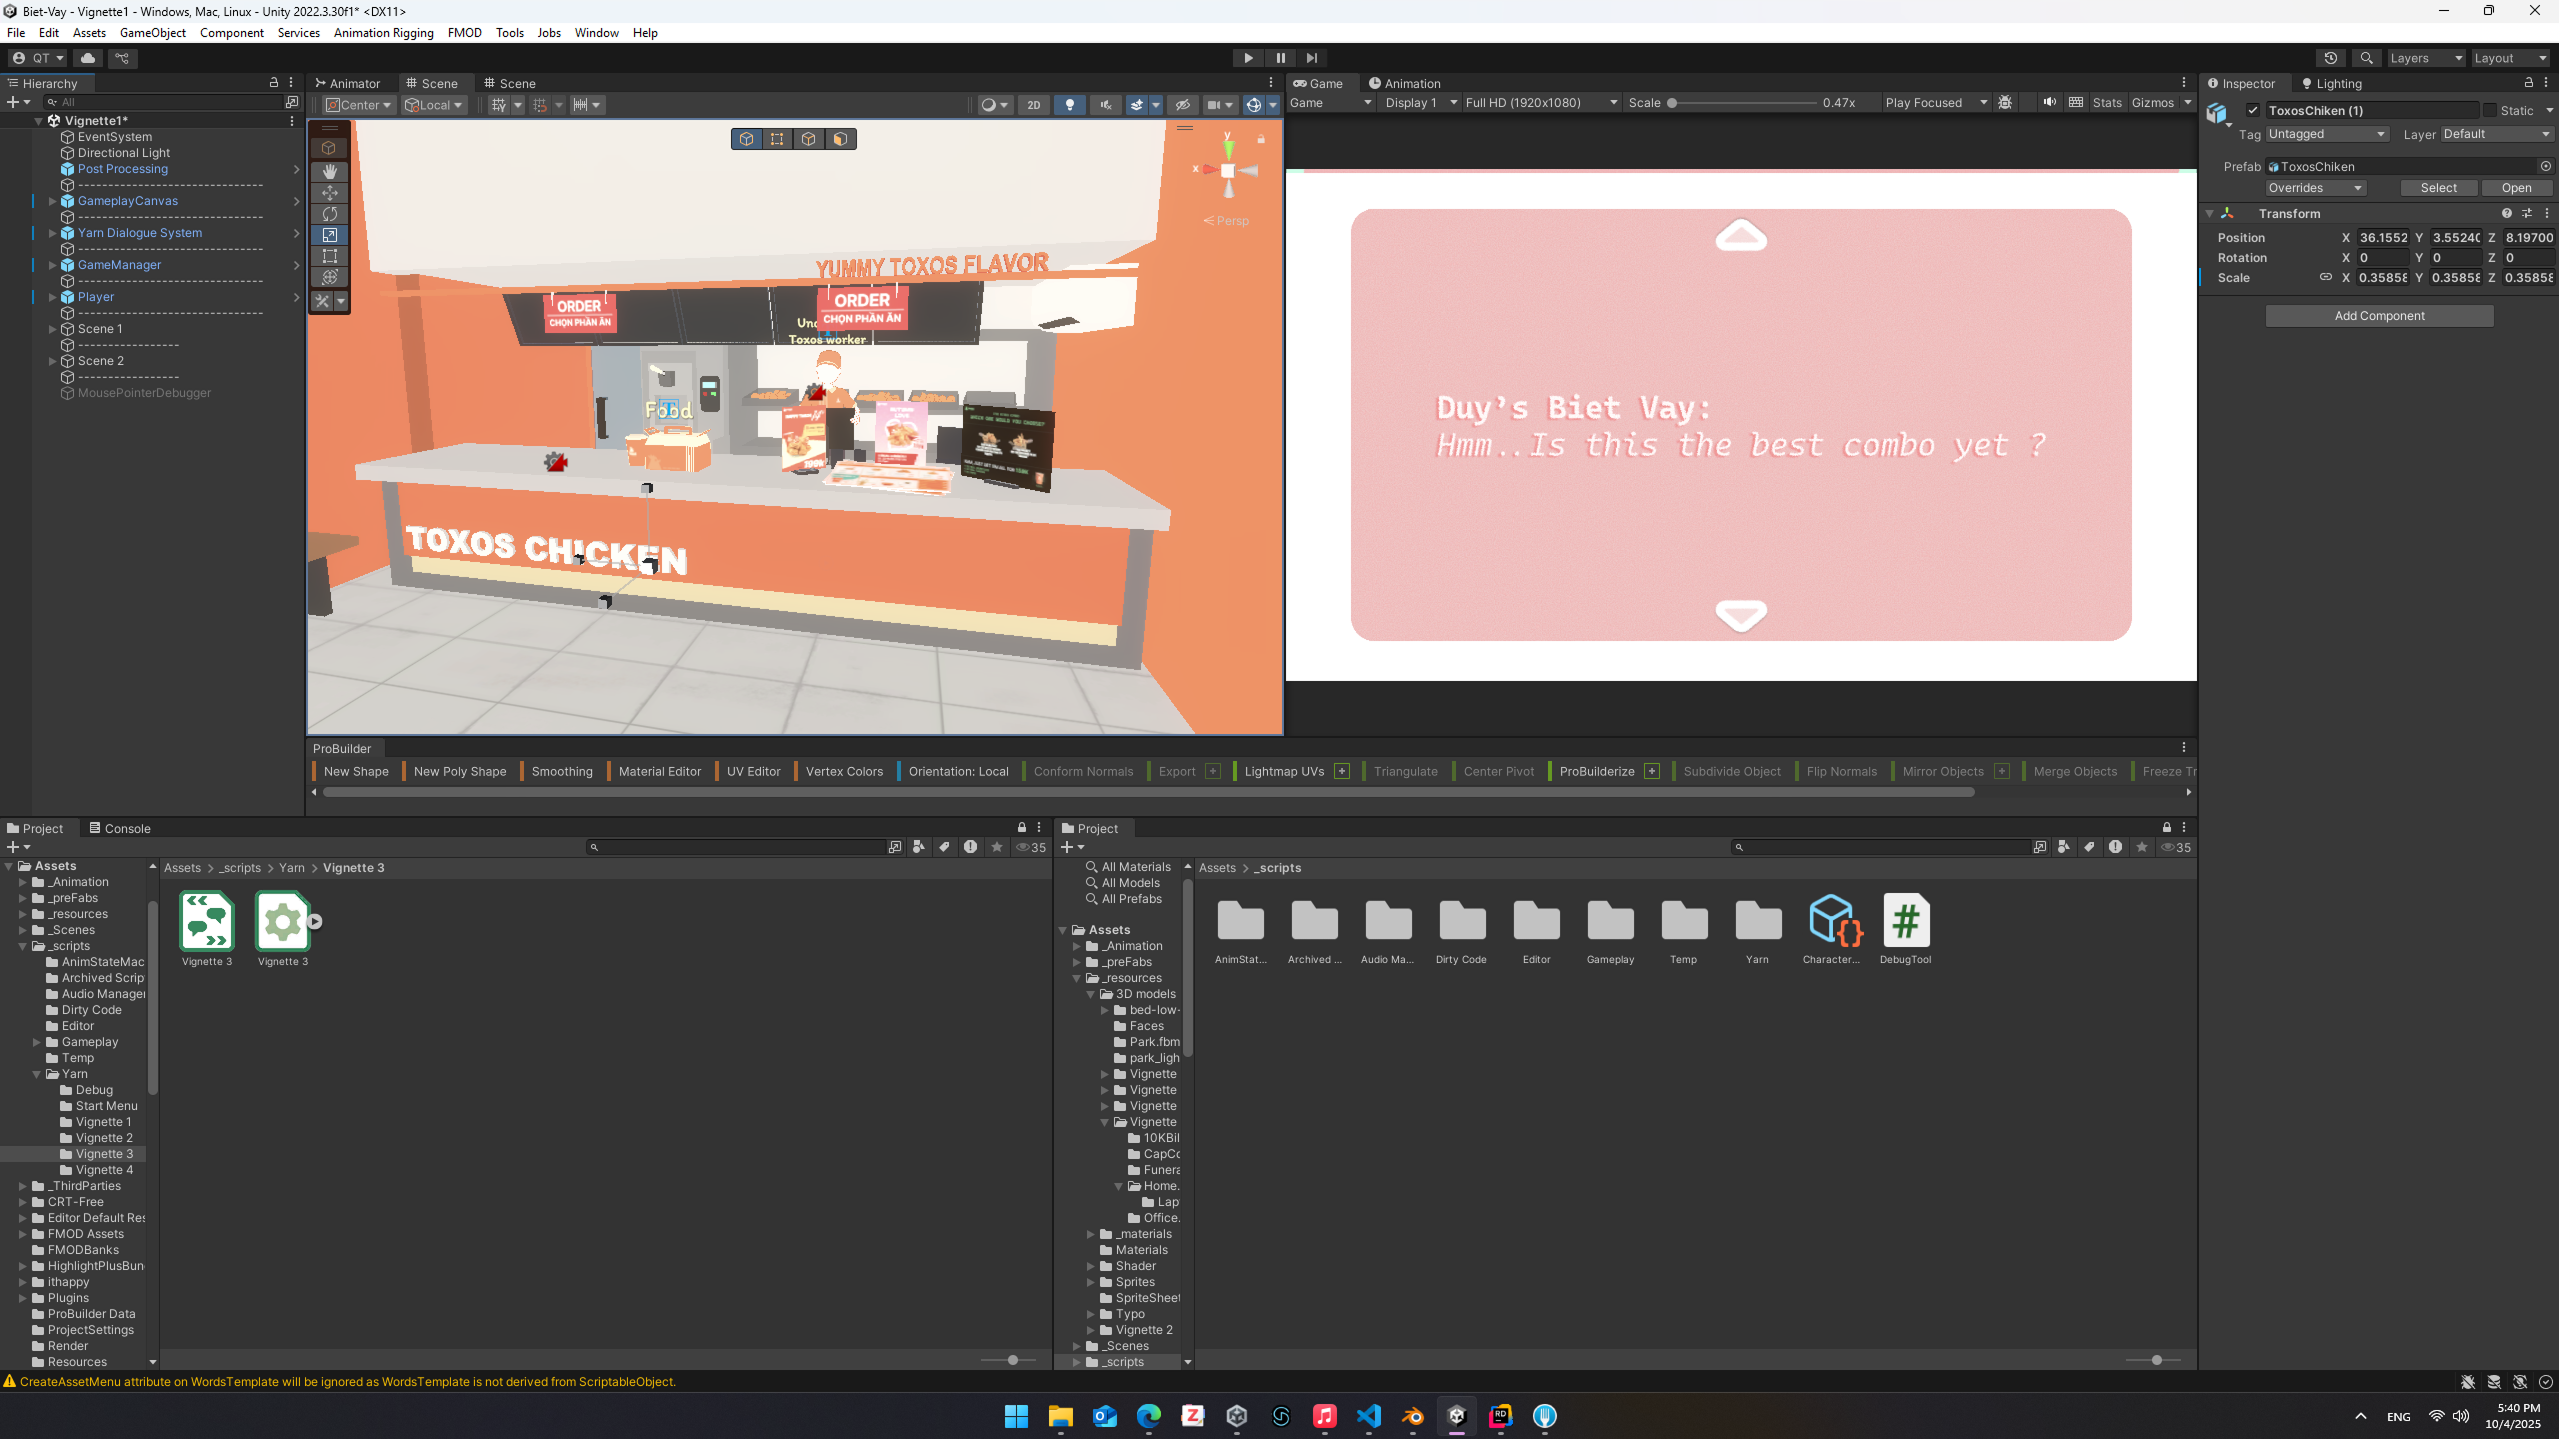 Biet-Vay - Vignette1 - Windows, Mac, Linux - Unity 2022.3.30f1* <DX11>
File Edit Assets GameObject Component Services Animation Rigging FMOD Tools Jobs Window Help
QT Layers Layout
Hierarchy
All
Vignette1*
EventSystem
Directional Light
Post Processing
-----------------------------
GameplayCanvas
-----------------------------
Yarn Dialogue System
-----------------------------
GameManager
-----------------------------
Player
-----------------------------
Scene 1
----------------
Scene 2
----------------
MousePointerDebugger
Animator Scene Scene
Center Local 2D
y
x
Persp
YUMMY TOXOS FLAVOR
ORDER
CHỌN PHẦN ĂN
ORDER
CHỌN PHẦN ĂN
Toxos worker
Food
TOXOS CHICKEN
Game Animation
Game Display 1 Full HD (1920x1080) Scale 0.47x Play Focused Stats Gizmos
Duy's Biet Vay:
Hmm..Is this the best combo yet ?
Inspector Lighting
ToxosChiken (1) Static
Tag Untagged Layer Default
Prefab ToxosChiken
Overrides Select Open
Transform
Position X 36.1552 Y 3.5524 Z 8.19700
Rotation X 0 Y 0 Z 0
Scale X 0.35858 Y 0.35858 Z 0.35858
Add Component
ProBuilder
New Shape New Poly Shape Smoothing Material Editor UV Editor Vertex Colors Orientation: Local Conform Normals Export Lightmap UVs Triangulate Center Pivot ProBuilderize Subdivide Object Flip Normals Mirror Objects Merge Objects Freeze Tr
Project Console
35
Assets
_Animation
_preFabs
_resources
_Scenes
_scripts
AnimStateMac
Archived Scrip
Audio Manager
Dirty Code
Editor
Gameplay
Temp
Yarn
Debug
Start Menu
Vignette 1
Vignette 2
Vignette 3
Vignette 4
_ThirdParties
CRT-Free
Editor Default Res
FMOD Assets
FMODBanks
HighlightPlusBun
ithappy
Plugins
ProBuilder Data
ProjectSettings
Render
Resources
Assets > _scripts > Yarn > Vignette 3
Vignette 3 Vignette 3
Project
35
All Materials
All Models
All Prefabs
Assets
_Animation
_preFabs
_resources
3D models
bed-low-
Faces
Park.fbm
park_ligh
Vignette
Vignette
Vignette
Vignette
10KBil
CapCo
Funera
Home.
Lap
Office.
_materials
Materials
Shader
Sprites
SpriteSheet
Typo
Vignette 2
_Scenes
_scripts
Assets > _scripts
AnimStat... Archived ... Audio Ma... Dirty Code Editor Gameplay Temp Yarn Character... DebugTool
CreateAssetMenu attribute on WordsTemplate will be ignored as WordsTemplate is not derived from ScriptableObject.
ENG
5:40 PM
10/4/2025